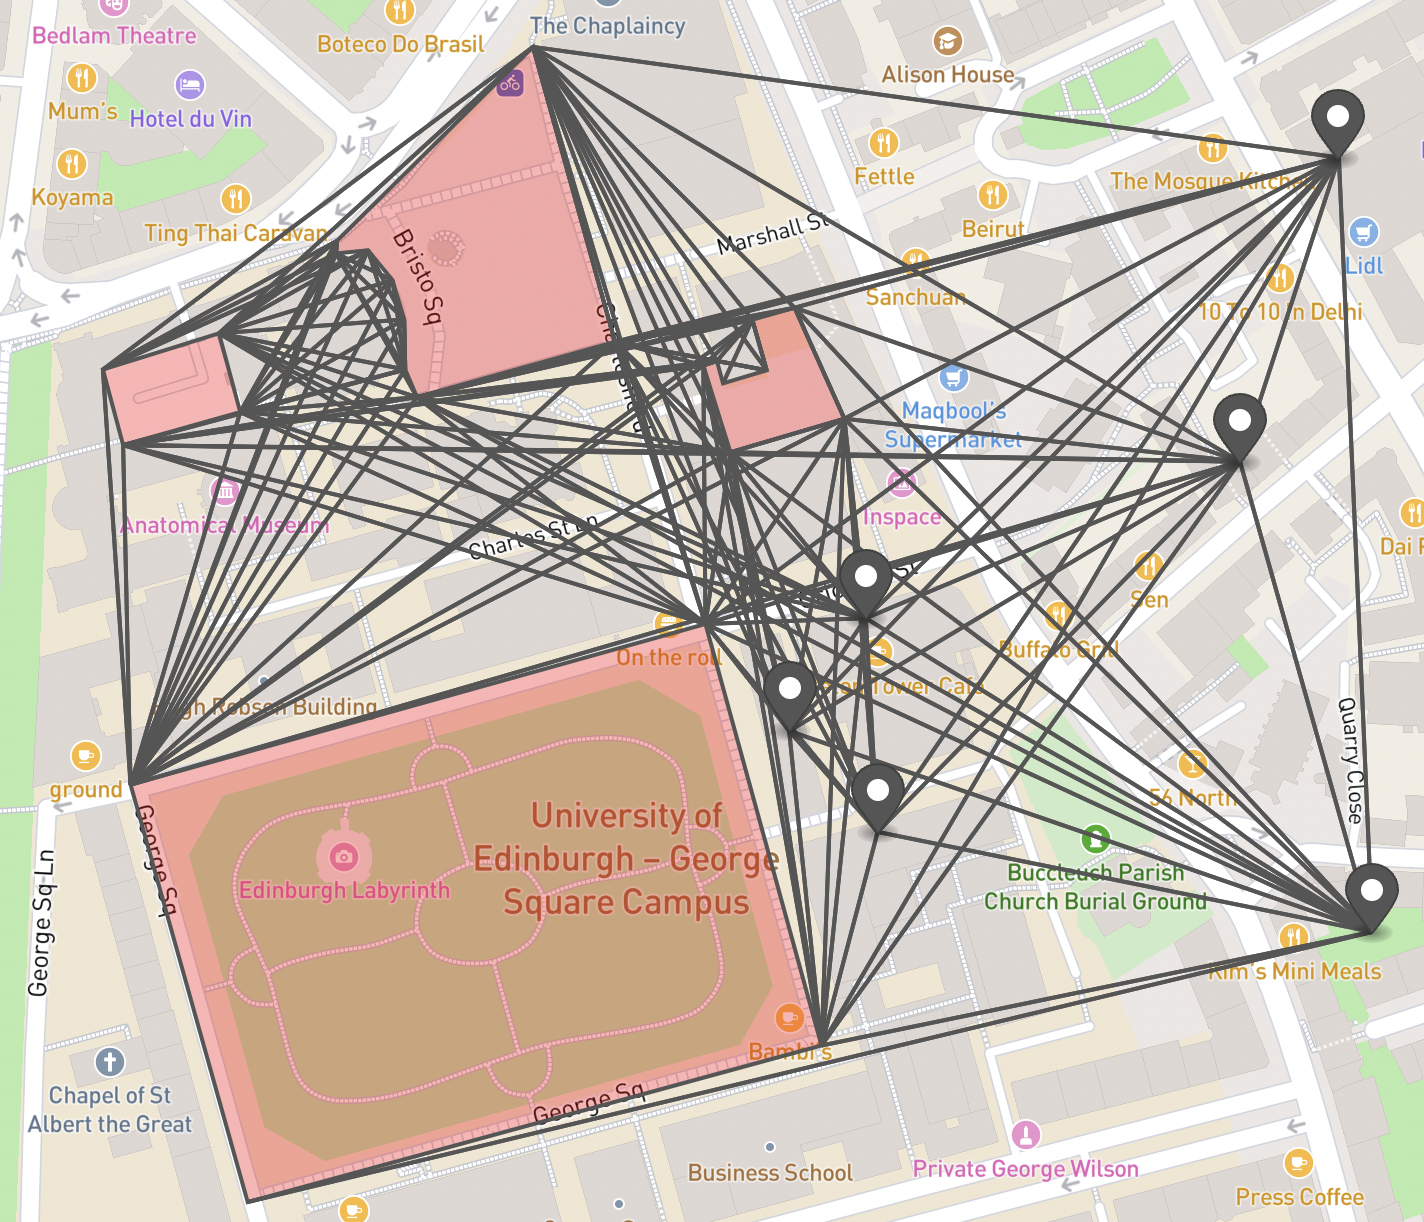 The Chaplaincy
Bedlam Theatre
Boteco Do Brasil
Alison House
Mum's
Hotel du Vin
Koyama
Fettle
The Mosque Kitchen
Ting Thai Caravan
Beirut
Marshall St
Bristo Sq
Lidl
Sanchuan
10 To 10 In Delhi
Maqbool's
Supermarket
Anatomical Museum
Inspace
Charles St Ln
Dai
Sen
Buffalo Grill
On the roll
Tower Cafe
Robson Building
ground
56 North
Quarry Close
George Sq
University of
Edinburgh – George
Square Campus
Edinburgh Labyrinth
Buccleuch Parish
Church Burial Ground
George Sq Ln
Kim's Mini Meals
Bambi's
George Sq
Chapel of St
Albert the Great
Business School
Private George Wilson
Press Coffee